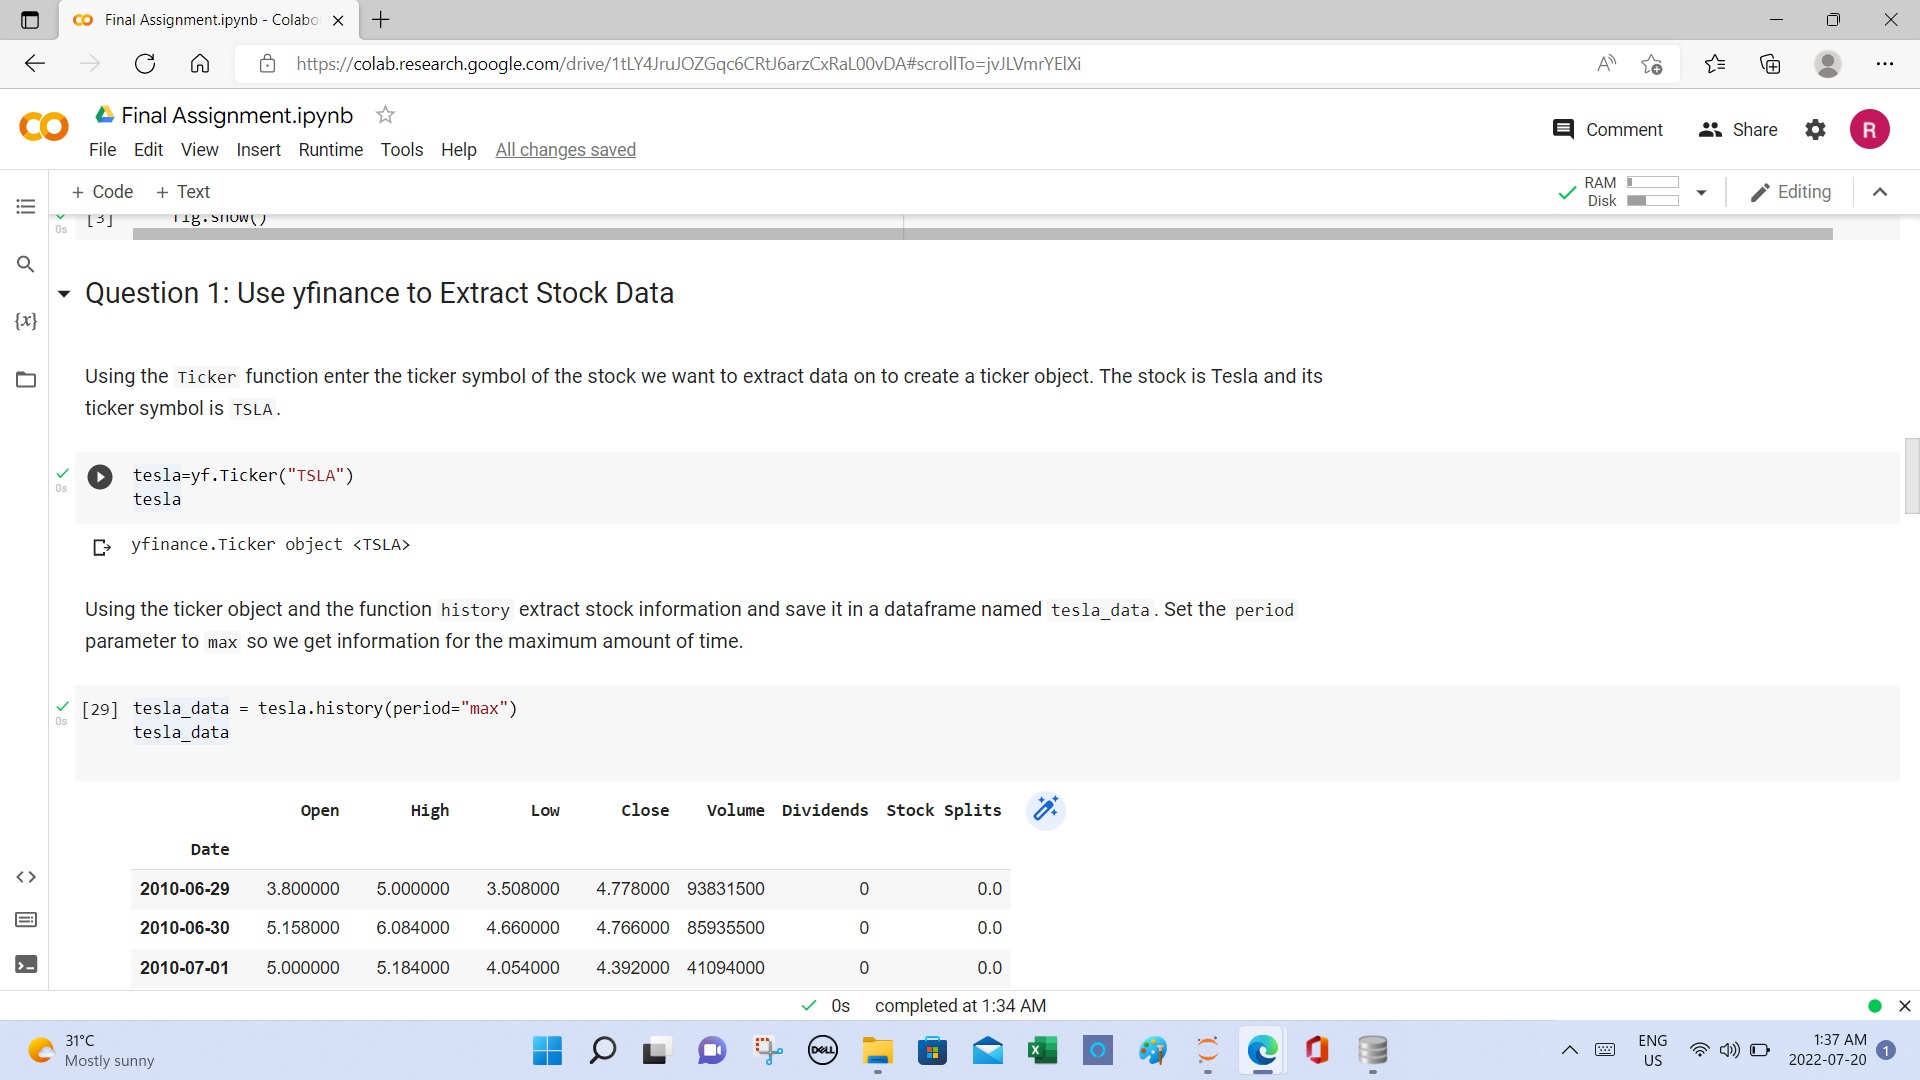 Final Assignment.ipynb - Colabo
https://colab.research.google.com/drive/1tLY4JruJOZGqc6CRtJ6arzCxRaL00vDA#scrollTo=jvJLVmrYElXi
Final Assignment.ipynb
Comment
Share
R
File Edit View Insert Runtime Tools Help All changes saved
+ Code + Text
RAM
Disk
Editing
[3] fig.show()
0s
Question 1: Use yfinance to Extract Stock Data
{x}
Using the Ticker function enter the ticker symbol of the stock we want to extract data on to create a ticker object. The stock is Tesla and its
ticker symbol is TSLA.
tesla=yf.Ticker("TSLA")
0s
tesla
yfinance.Ticker object <TSLA>
Using the ticker object and the function history extract stock information and save it in a dataframe named tesla_data. Set the period
parameter to max so we get information for the maximum amount of time.
[29] tesla_data = tesla.history(period="max")
0s
tesla_data
Open High Low Close Volume Dividends Stock Splits
Date
2010-06-29 3.800000 5.000000 3.508000 4.778000 93831500 0 0.0
2010-06-30 5.158000 6.084000 4.660000 4.766000 85935500 0 0.0
2010-07-01 5.000000 5.184000 4.054000 4.392000 41094000 0 0.0
0s completed at 1:34 AM
31°C
Mostly sunny
DELL
ENG
US
1:37 AM
2022-07-20
1